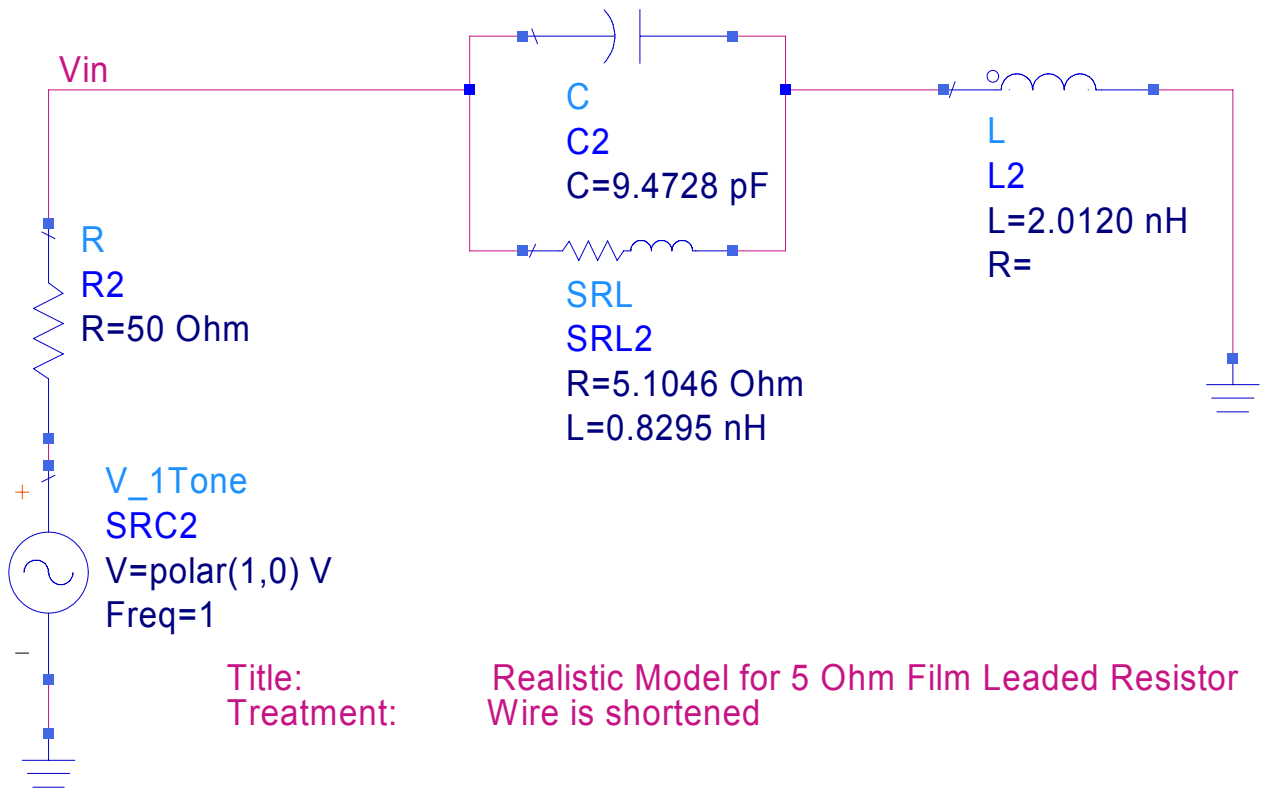 Vin
C
C2
C=9.4728 pF
L
L2
L=2.0120 nH
R=
R
R2
R=50 Ohm
SRL
SRL2
R=5.1046 Ohm
L=0.8295 nH
+
V_1Tone
SRC2
V=polar(1,0) V
Freq=1
–
Title: Realistic Model for 5 Ohm Film Leaded Resistor
Treatment: Wire is shortened